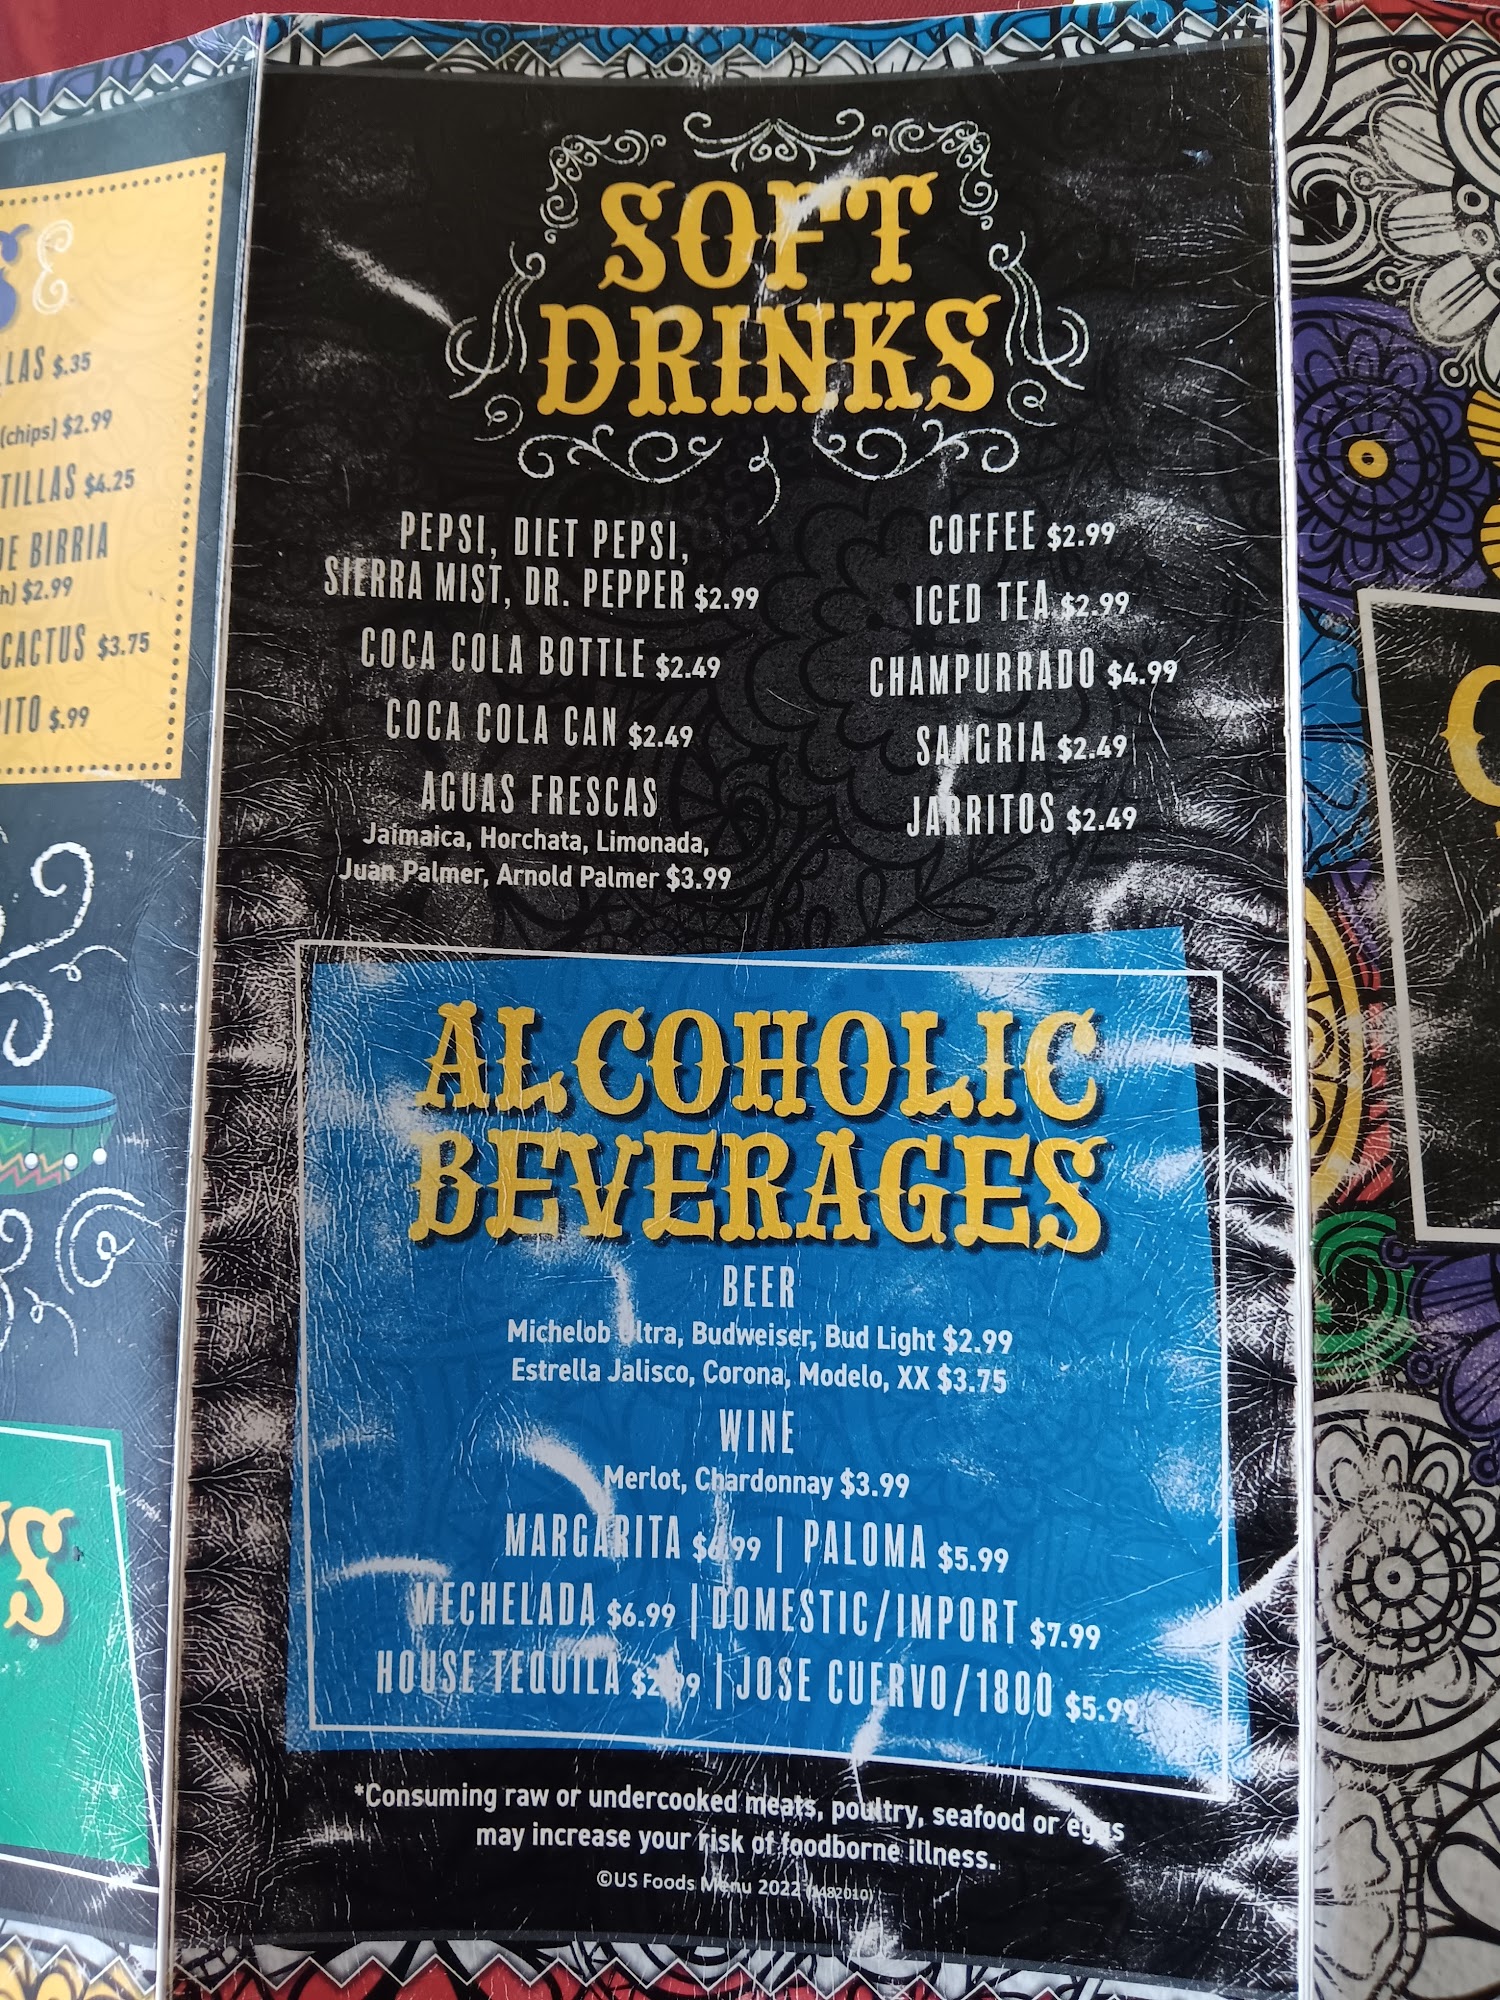 LLAS $.35
(chips) $2.99
TILLAS $4.25
DE BIRRIA
h) $2.99
CACTUS $3.75
ITO $.99
S
SOFT
DRINKS
PEPSI, DIET PEPSI,
SIERRA MIST, DR. PEPPER $2.99
COCA COLA BOTTLE $2.49
COCA COLA CAN $2.49
AGUAS FRESCAS
Jaimaica, Horchata, Limonada,
Juan Palmer, Arnold Palmer $3.99
COFFEE $2.99
ICED TEA $2.99
CHAMPURRADO $4.99
SANGRIA $2.49
JARRITOS $2.49
ALCOHOLIC
BEVERAGES
BEER
Michelob Ultra, Budweiser, Bud Light $2.99
Estrella Jalisco, Corona, Modelo, XX $3.75
WINE
Merlot, Chardonnay $3.99
MARGARITA | PALOMA $5.99
MECHELADA $6.99 | DOMESTIC/IMPORT $7.99
HOUSE TEQUILA | JOSE CUERVO/1800 $5.99
*Consuming raw or undercooked meats, poultry, seafood or eggs
may increase your risk of foodborne illness.
©US Foods Menu 2022 (1482010)